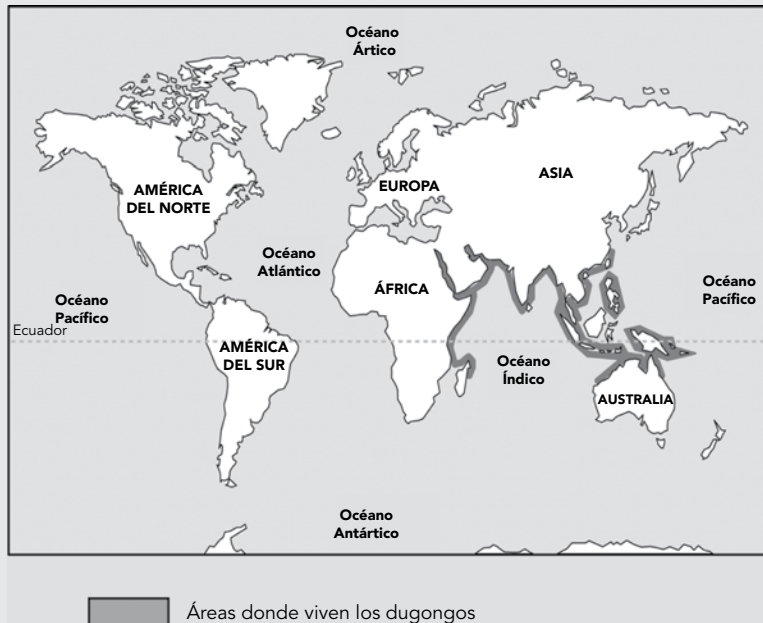 Océano
Ártico
AMÉRICA
DEL NORTE
EUROPA
ASIA
Océano
Atlántico
ÁFRICA
Océano
Pacífico
Océano
Pacífico
Ecuador
AMÉRICA
DEL SUR
Océano
Índico
AUSTRALIA
Océano
Antártico
Áreas donde viven los dugongos